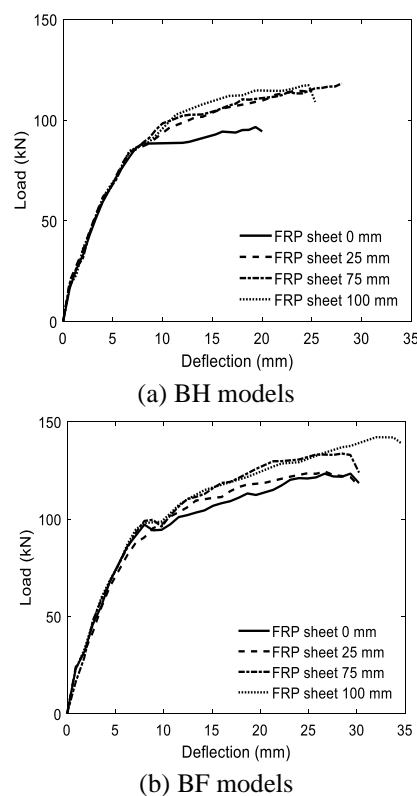 150
100
50
0
Load (kN)
FRP sheet 0 mm
FRP sheet 25 mm
FRP sheet 75 mm
FRP sheet 100 mm
0 5 10 15 20 25 30 35
Deflection (mm)
(a) BH models
150
100
50
0
Load (kN)
FRP sheet 0 mm
FRP sheet 25 mm
FRP sheet 75 mm
FRP sheet 100 mm
0 5 10 15 20 25 30 35
Deflection (mm)
(b) BF models